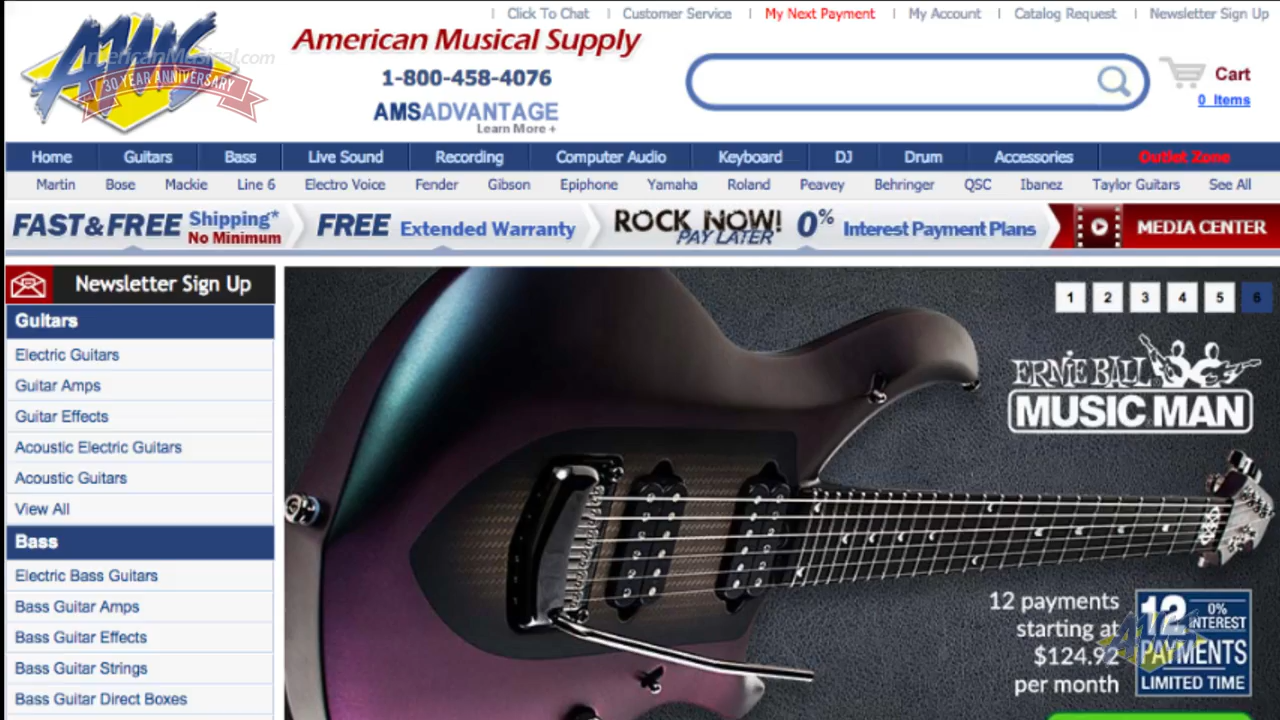 Click To Chat | Customer Service | My Next Payment | My Account | Catalog Request | Newsletter Sign Up
AMS
AmericanMusical.com
30 YEAR ANNIVERSARY
American Musical Supply
1-800-458-4076
AMSADVANTAGE
Learn More +
Cart
0 Items
Home Guitars Bass Live Sound Recording Computer Audio Keyboard DJ Drum Accessories Outlet Zone
Martin Bose Mackie Line 6 Electro Voice Fender Gibson Epiphone Yamaha Roland Peavey Behringer QSC Ibanez Taylor Guitars See All
FAST & FREE Shipping* No Minimum
FREE Extended Warranty
ROCK NOW! PAY LATER 0% Interest Payment Plans
MEDIA CENTER
Newsletter Sign Up
Guitars
Electric Guitars
Guitar Amps
Guitar Effects
Acoustic Electric Guitars
Acoustic Guitars
View All
Bass
Electric Bass Guitars
Bass Guitar Amps
Bass Guitar Effects
Bass Guitar Strings
Bass Guitar Direct Boxes
1 2 3 4 5 6
ERNIE BALL
MUSIC MAN
12 payments
starting at
$124.92
per month
12 0% INTEREST
PAYMENTS
LIMITED TIME
AMS